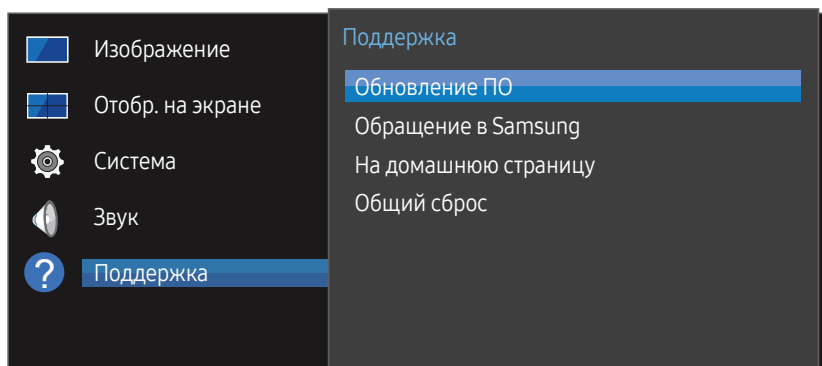 Изображение
Отобр. на экране
Система
Звук
? Поддержка
Поддержка
Обновление ПО
Обращение в Samsung
На домашнюю страницу
Общий сброс